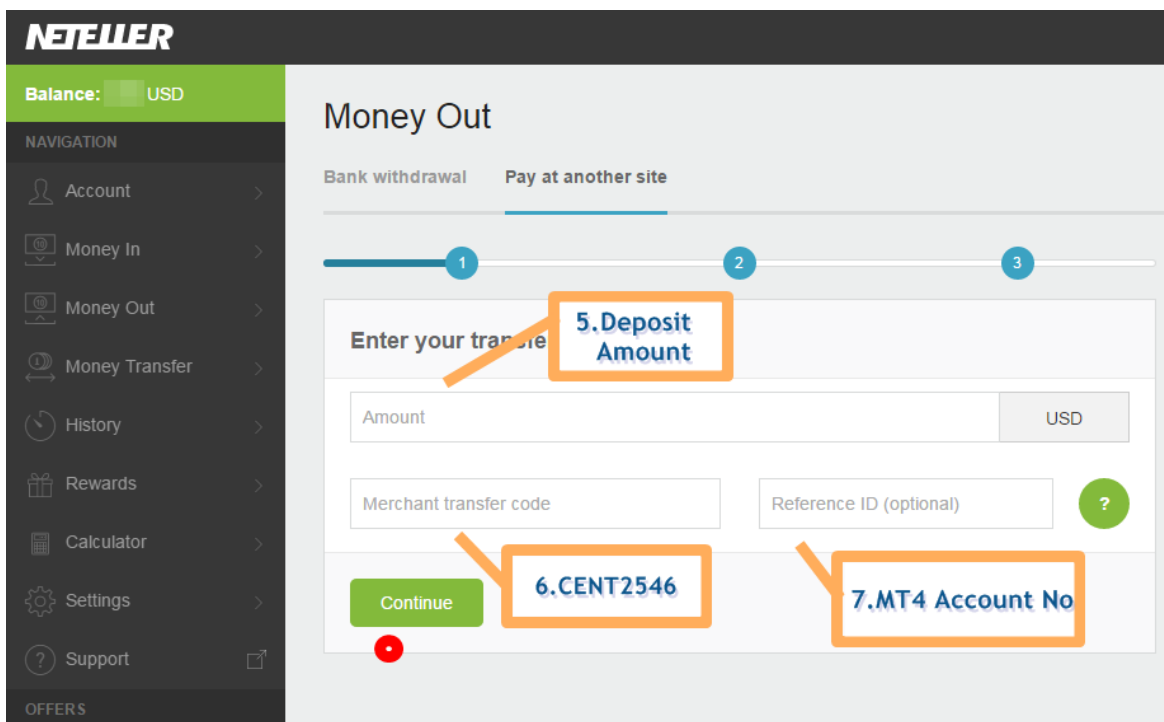 NETELLER
Balance: USD
NAVIGATION
Account
Money In
Money Out
Money Transfer
History
Rewards
Calculator
Settings
Support
OFFERS
Money Out
Bank withdrawal Pay at another site
1 2 3
Enter your
5.Deposit
Amount
Amount USD
Merchant transfer code Reference ID (optional) ?
Continue
6.CENT2546
7.MT4 Account No